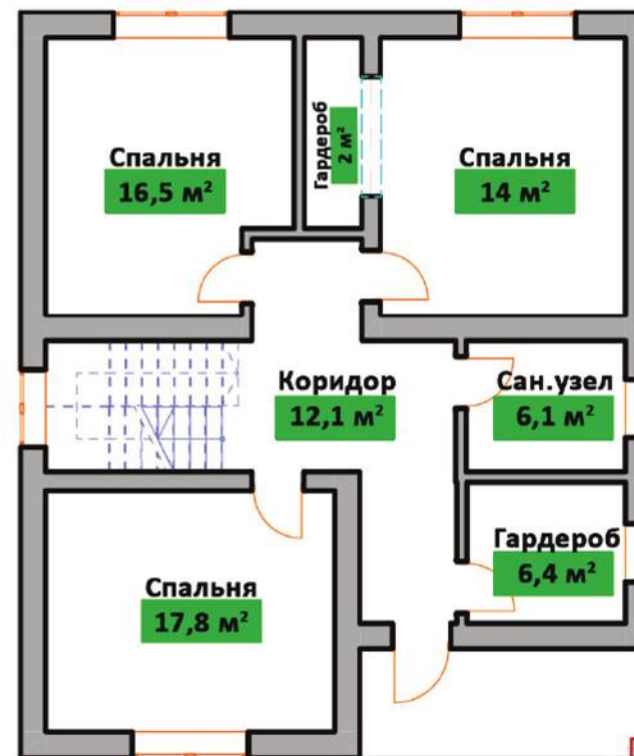 Спальня
16,5 м²
Гардероб
2 м²
Спальня
14 м²
Коридор
12,1 м²
Сан.узел
6,1 м²
Гардероб
6,4 м²
Спальня
17,8 м²